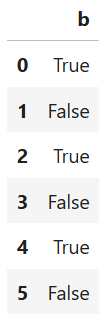 b
0 True
1 False
2 True
3 False
4 True
5 False